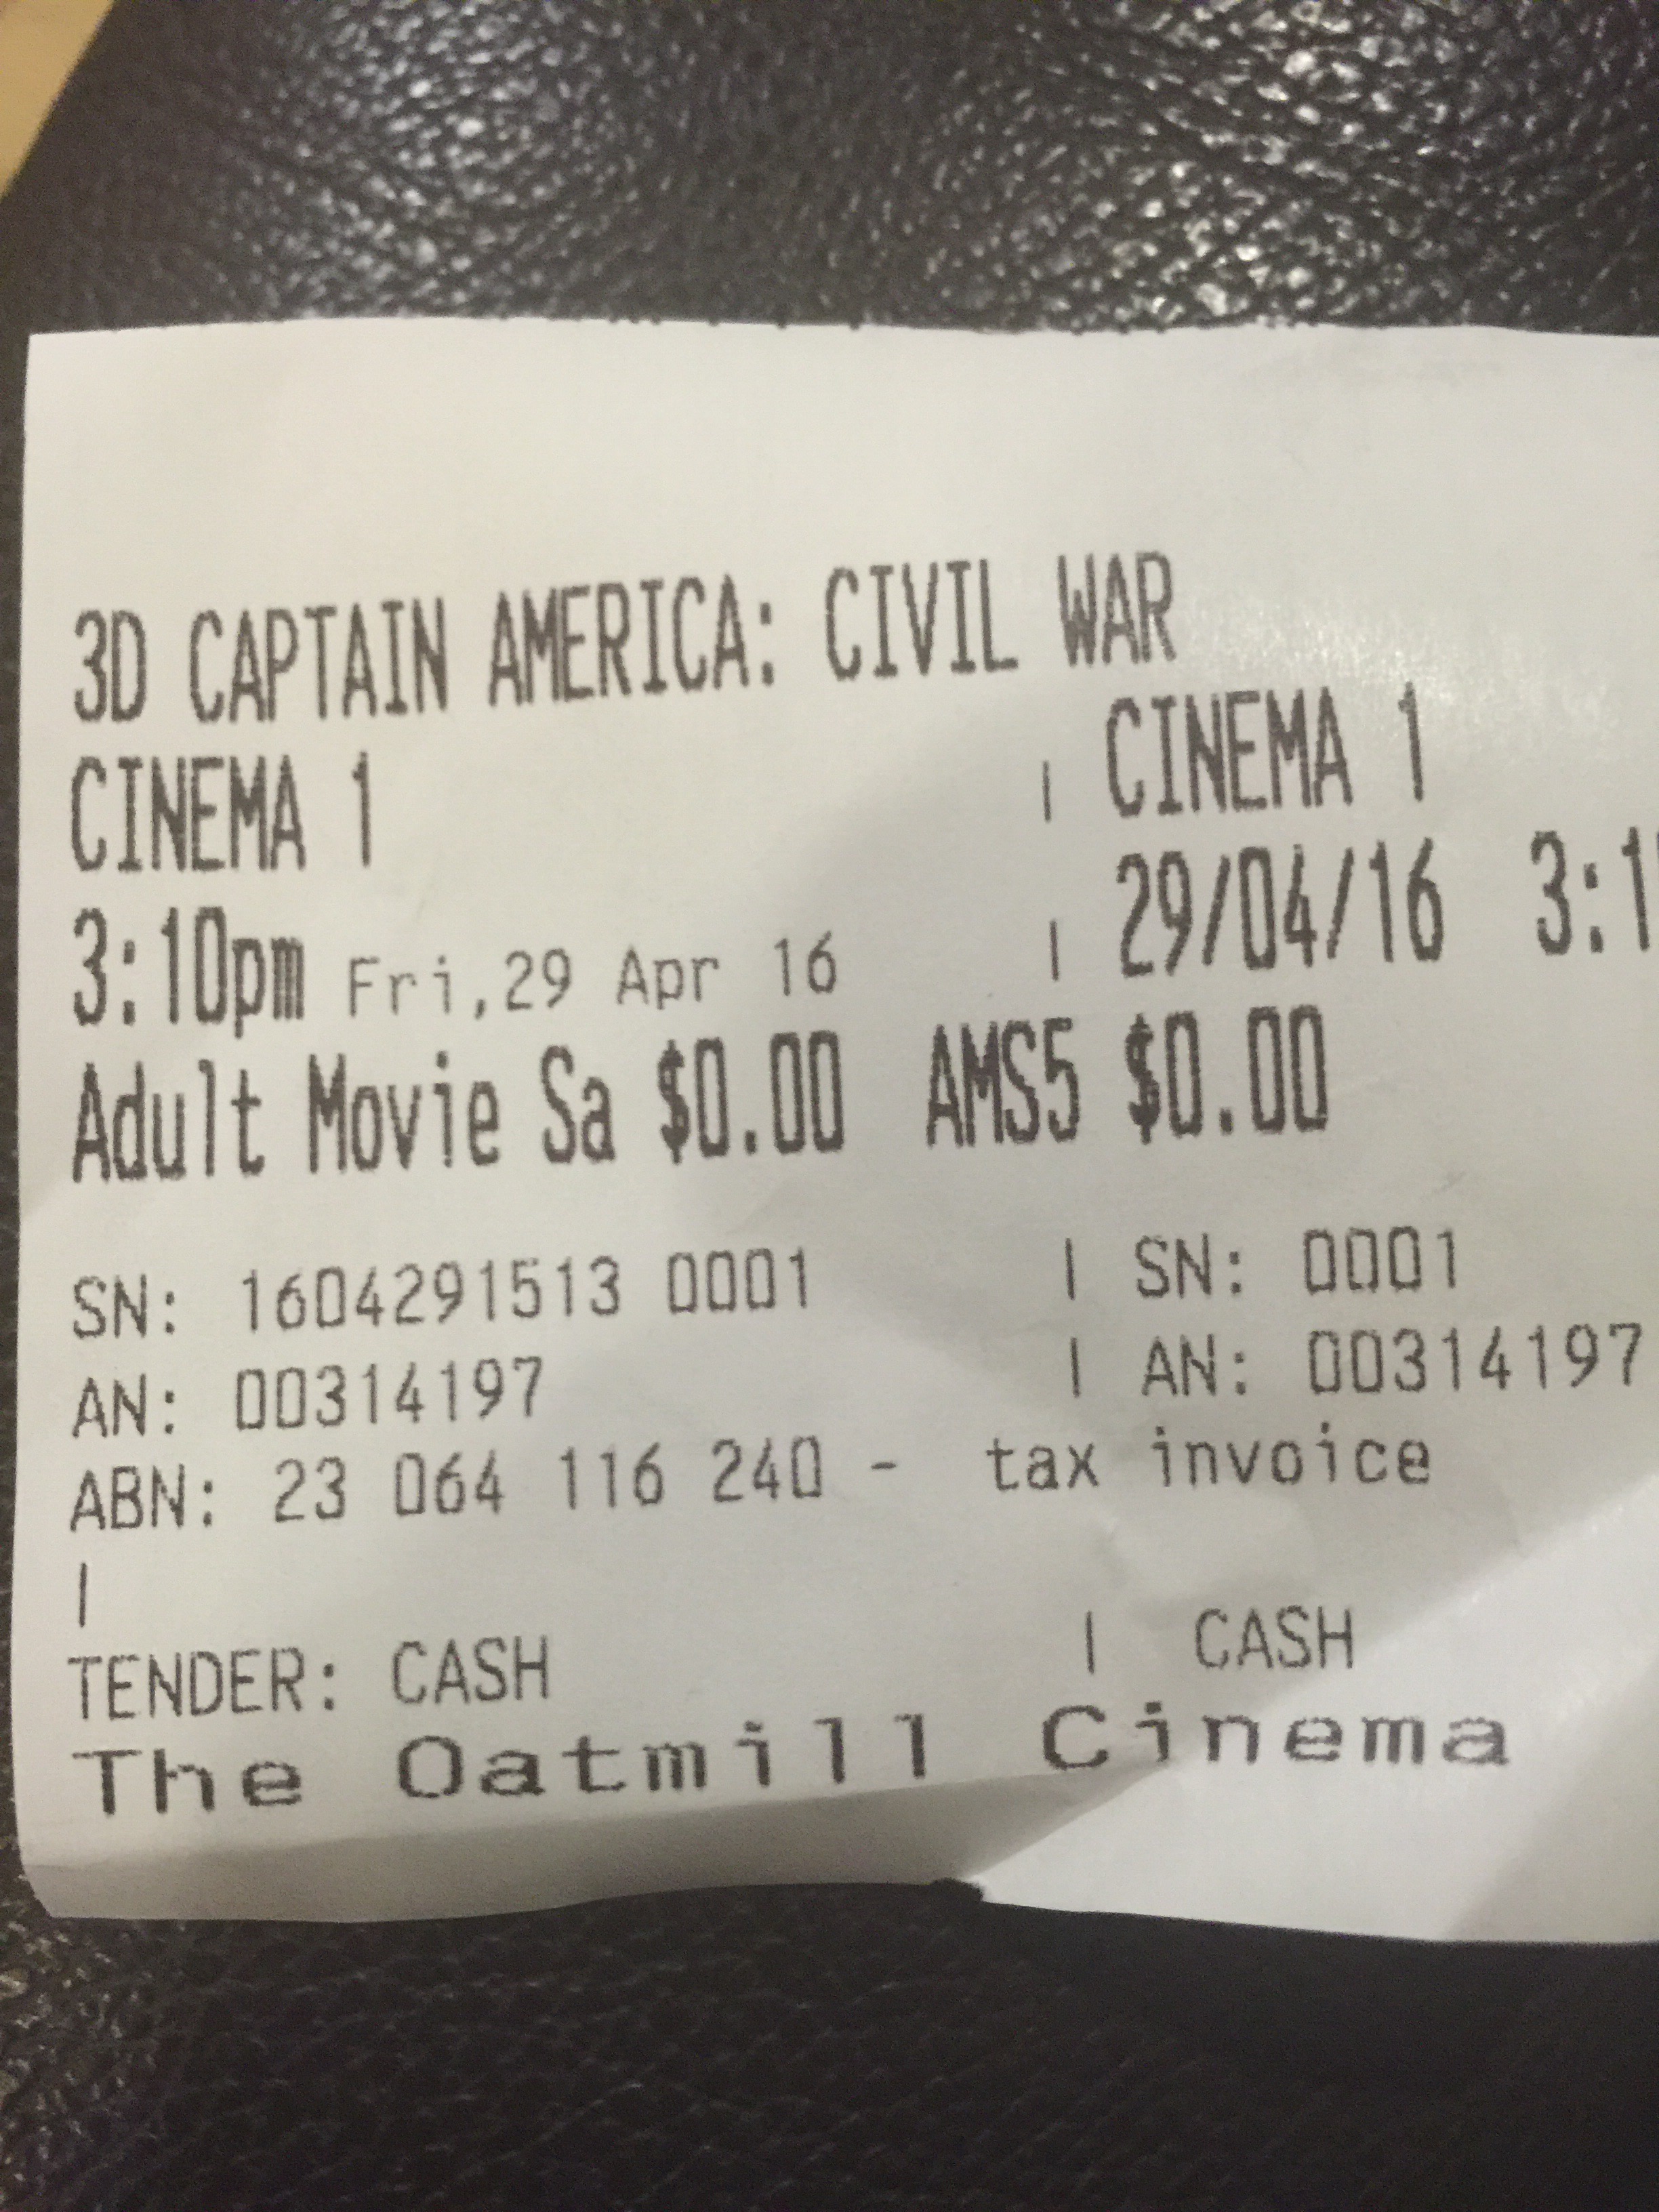 3D CAPTAIN AMERICA: CIVIL WAR
CINEMA 1 | CINEMA 1
3:10pm Fri,29 Apr 16 | 29/04/16 3:1
Adult Movie Sa $0.00 AMS5 $0.00
SN: 1604291513 0001 | SN: 0001
AN: 00314197 | AN: 00314197
ABN: 23 064 116 240 - tax invoice
|
TENDER: CASH | CASH
The Oatmill Cinema